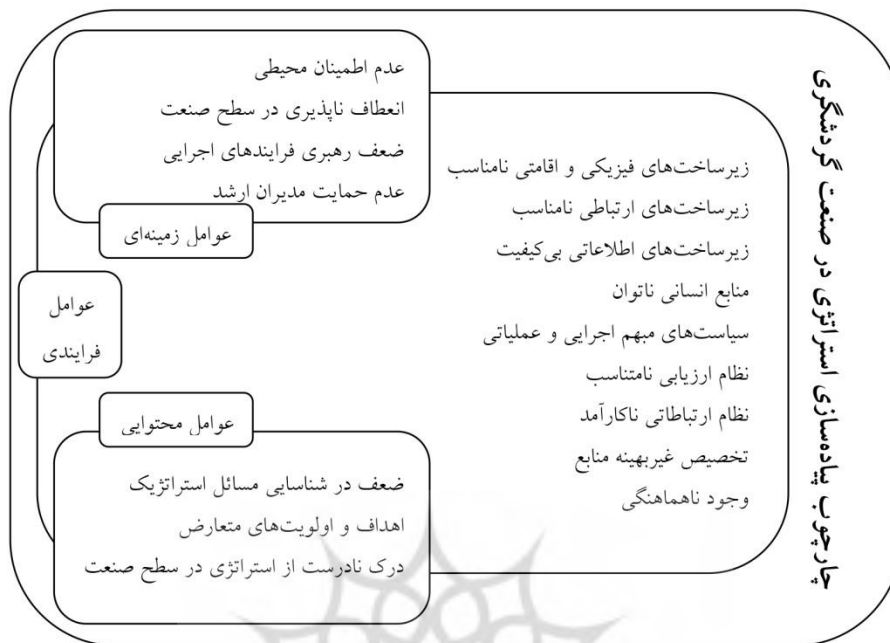 چارچوب پیاده‌سازی استراتژی در صنعت گردشگری
زیرساخت‌های فیزیکی و اقامتی نامناسب
زیرساخت‌های ارتباطی نامناسب
زیرساخت‌های اطلاعاتی بی‌کیفیت
منابع انسانی ناتوان
سیاست‌های مبهم اجرایی و عملیاتی
نظام ارزیابی نامتناسب
نظام ارتباطاتی ناکارآمد
تخصیص غیربهینه منابع
وجود ناهماهنگی
عدم اطمینان محیطی
انعطاف ناپذیری در سطح صنعت
ضعف رهبری فرایندهای اجرایی
عدم حمایت مدیران ارشد
عوامل زمینه‌ای
عوامل
فرایندی
عوامل محتوایی
ضعف در شناسایی مسائل استراتژیک
اهداف و اولویت‌های متعارض
درک نادرست از استراتژی در سطح صنعت